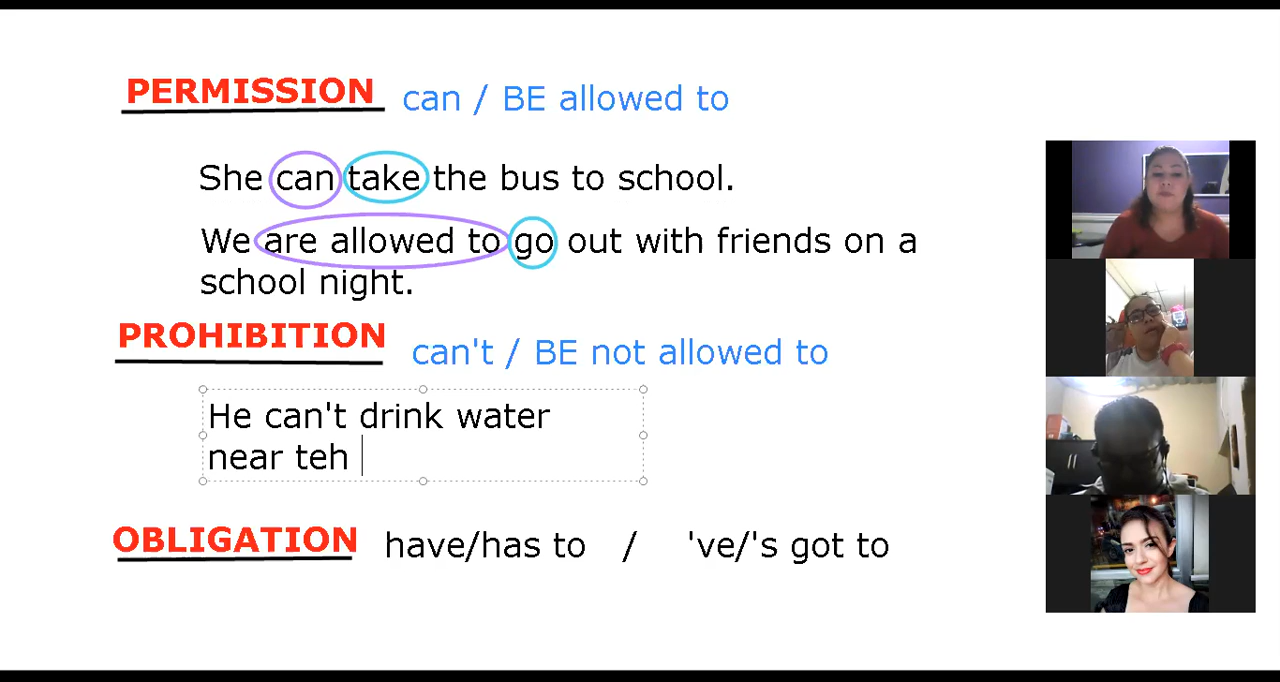 PERMISSION can / BE allowed to
She can take the bus to school.
We are allowed to go out with friends on a
school night.
PROHIBITION can't / BE not allowed to
He can't drink water
near teh
OBLIGATION have/has to / 've/'s got to